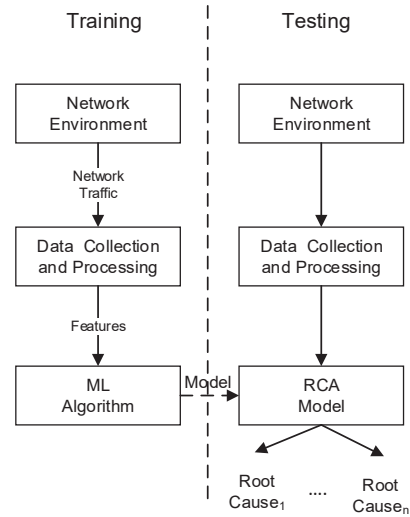 Training
Testing
Network
Environment
Network
Environment
Network
Traffic
Data Collection
and Processing
Data Collection
and Processing
Features
ML
Algorithm
Model
RCA
Model
Root
Cause₁
....
Root
Causeₙ